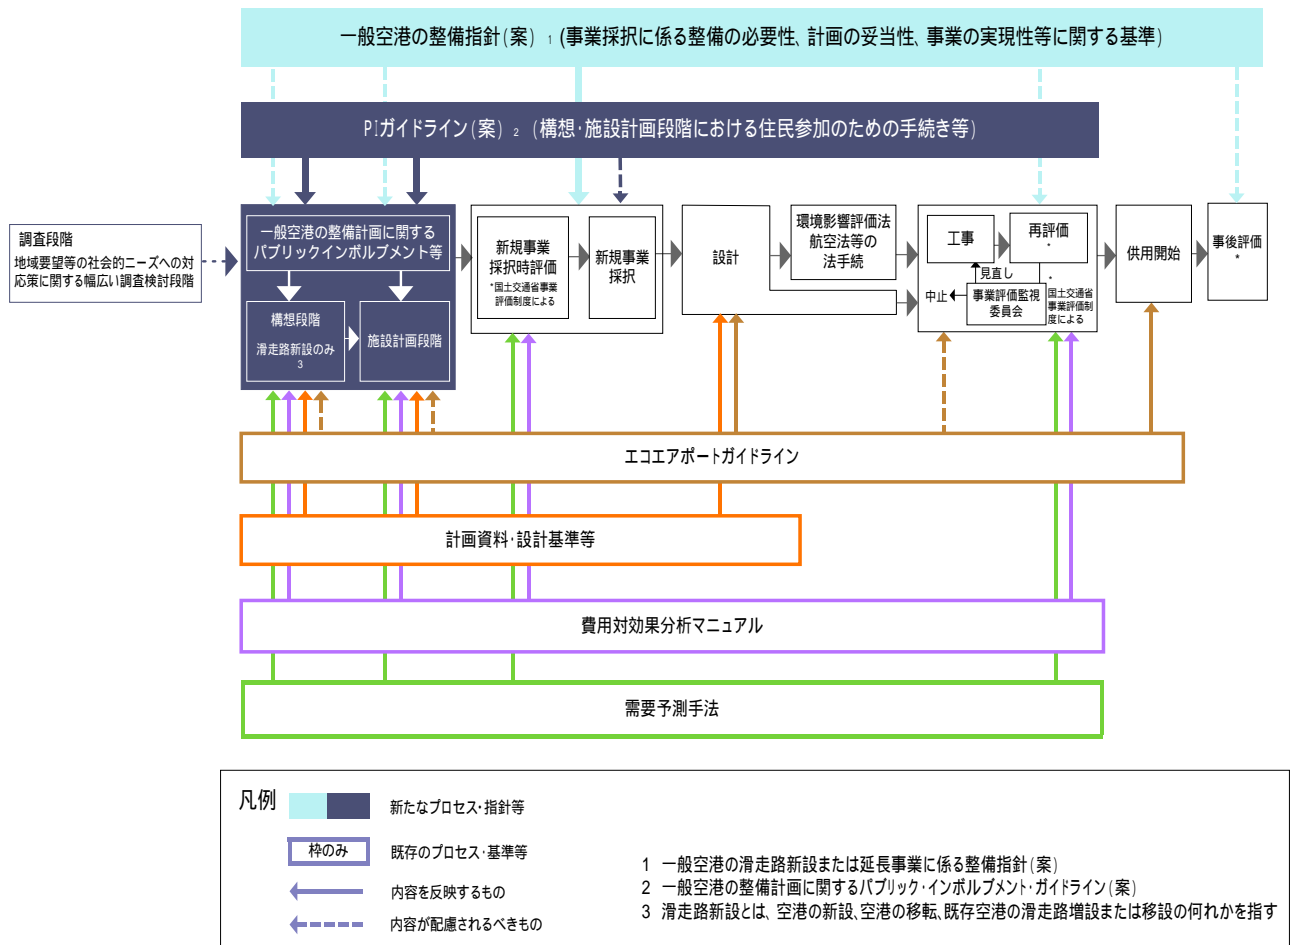 一般空港の整備指針(案) 1 (事業採択に係る整備の必要性、計画の妥当性、事業の実現性等に関する基準)
PIガイドライン(案) 2 (構想・施設計画段階における住民参加のための手続き等)
調査段階
地域要望等の社会的ニーズへの対
応策に関する幅広い調査検討段階
一般空港の整備計画に関する
パブリックインボルブメント等
構想段階
滑走路新設のみ
3
施設計画段階
新規事業
採択時評価
*国土交通省事業
評価制度による
新規事業
採択
設計
環境影響評価法
航空法等の
法手続
工事
再評価
*
見直し
中止
事業評価監視
委員会
*
国土交通省
事業評価制
度による
供用開始
事後評価
*
エコエアポートガイドライン
計画資料・設計基準等
費用対効果分析マニュアル
需要予測手法
凡例
新たなプロセス・指針等
枠のみ
既存のプロセス・基準等
内容を反映するもの
内容が配慮されるべきもの
1 一般空港の滑走路新設または延長事業に係る整備指針(案)
2 一般空港の整備計画に関するパブリック・インボルブメント・ガイドライン(案)
3 滑走路新設とは、空港の新設、空港の移転、既存空港の滑走路増設または移設の何れかを指す